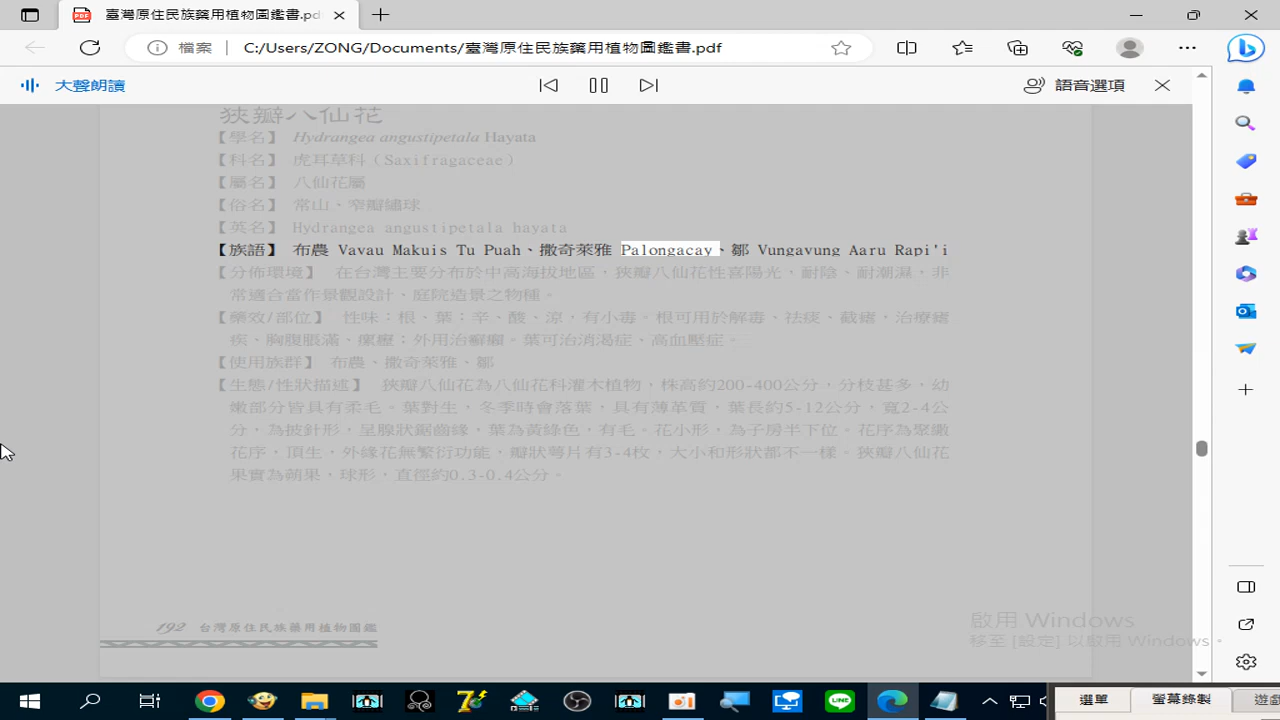 臺灣原住民族藥用植物圖鑑書.pdf
檔案
C:/Users/ZONG/Documents/臺灣原住民族藥用植物圖鑑書.pdf
大聲朗讀
語音選項
狹瓣八仙花
【學名】 Hydrangea angustipetala Hayata
【科名】 虎耳草科（Saxifragaceae）
【屬名】 八仙花屬
【俗名】 常山、窄瓣繡球
【英名】 Hydrangea angustipetala hayata
【族語】 布農 Vavau Makuis Tu Puah、撒奇萊雅 Palongacay、鄒 Vungavung Aaru Rapi'i
【分佈環境】 在台灣主要分布於中高海拔地區，狹瓣八仙花性喜陽光，耐陰、耐潮濕，非
常適合當作景觀設計、庭院造景之物種。
【藥效/部位】 性味：根、葉：辛、酸、涼，有小毒。根可用於解毒、祛痰、截瘧，治療瘧
疾、胸腹脹滿、瘰癧；外用治癬癩。葉可治消渴症、高血壓症。
【使用族群】 布農、撒奇萊雅、鄒
【生態/性狀描述】 狹瓣八仙花為八仙花科灌木植物，株高約200-400公分，分枝甚多、幼
嫩部分皆具有柔毛。葉對生，冬季時會落葉，具有薄革質，葉長約5-12公分，寬2-4公
分，為披針形，呈腺狀鋸齒緣，葉為黃綠色，有毛。花小形，為子房半下位。花序為聚繖
花序，頂生，外緣花無繁衍功能，瓣狀萼片有3-4枚，大小和形狀都不一樣。狹瓣八仙花
果實為蒴果，球形，直徑約0.3-0.4公分。
192 台灣原住民族藥用植物圖鑑
啟用 Windows
移至 [設定] 以啟用 Windows。
選單
螢幕錄製